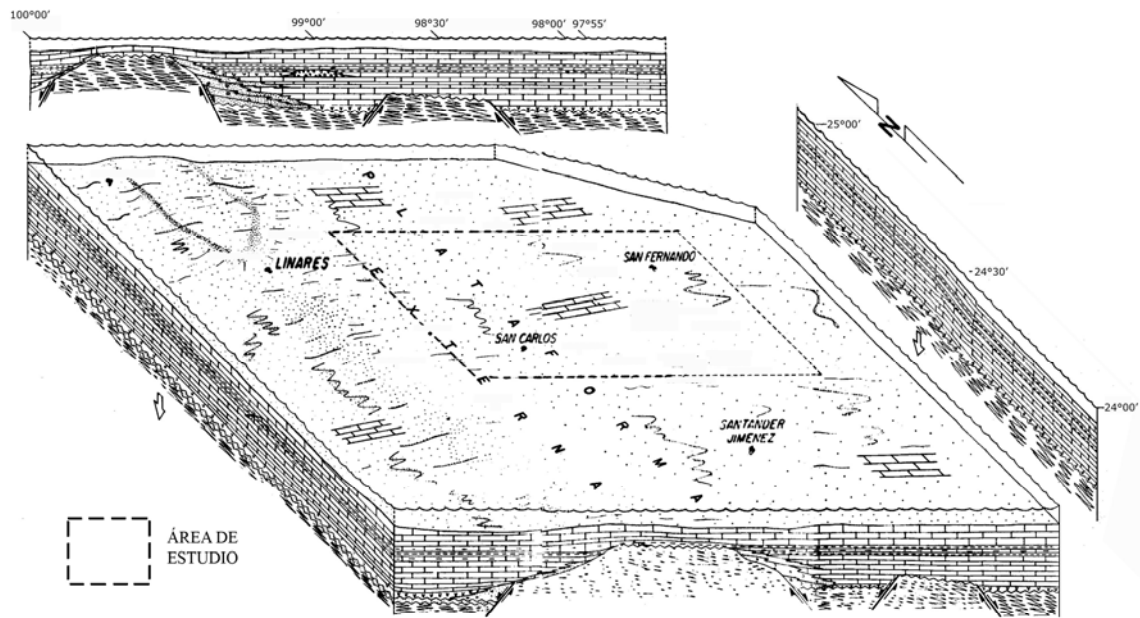 100°00' 99°00' 98°30' 98°00' 97°55'
N
25°00'
24°30'
24°00'
PLATAFORMA
EXTERNA
LINARES
SAN FERNANDO
SAN CARLOS
SANTANDER
JIMENEZ
ÁREA DE
ESTUDIO